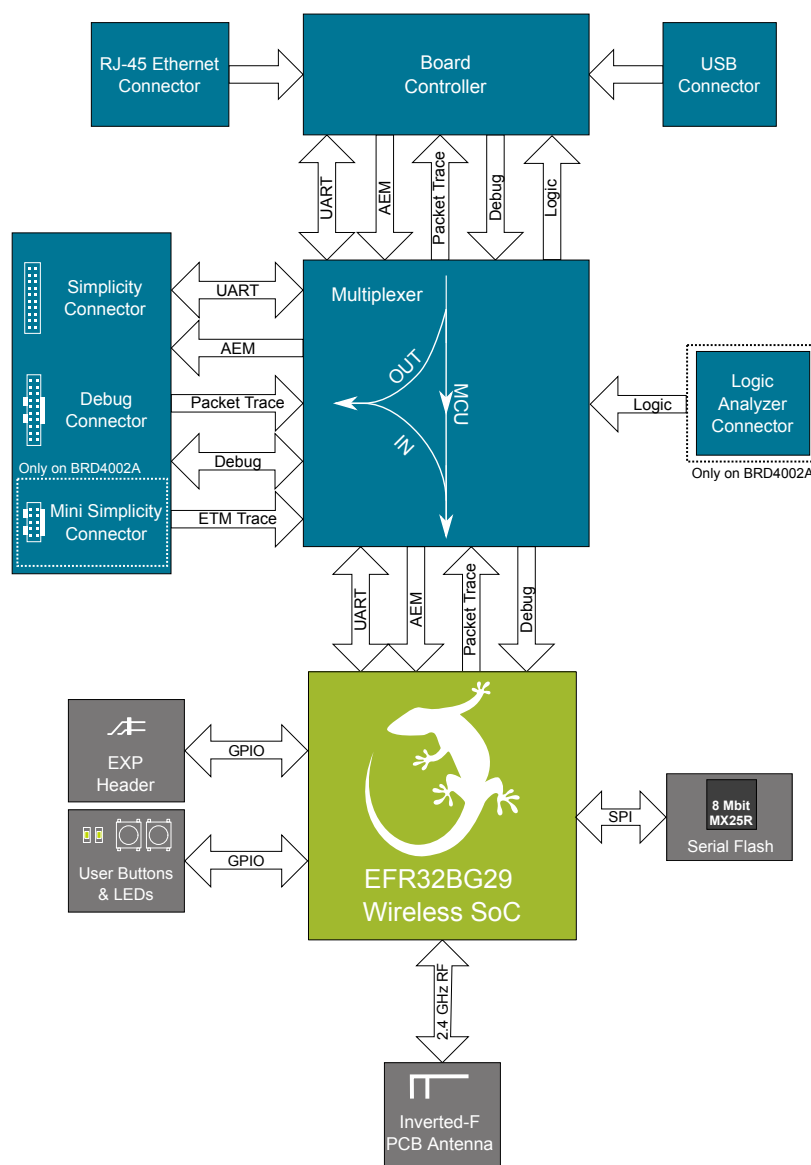 RJ-45 Ethernet
Connector
Board
Controller
USB
Connector
UART
AEM
Packet Trace
Debug
Logic
Simplicity
Connector
Debug
Connector
Only on BRD4002A
Mini Simplicity
Connector
UART
AEM
Packet Trace
Debug
ETM Trace
Multiplexer
OUT
MCU
IN
Logic
Logic
Analyzer
Connector
Only on BRD4002A
UART
AEM
Packet Trace
Debug
EXP
Header
GPIO
User Buttons
& LEDs
GPIO
EFR32BG29
Wireless SoC
SPI
8 Mbit
MX25R
Serial Flash
2.4 GHz RF
Inverted-F
PCB Antenna